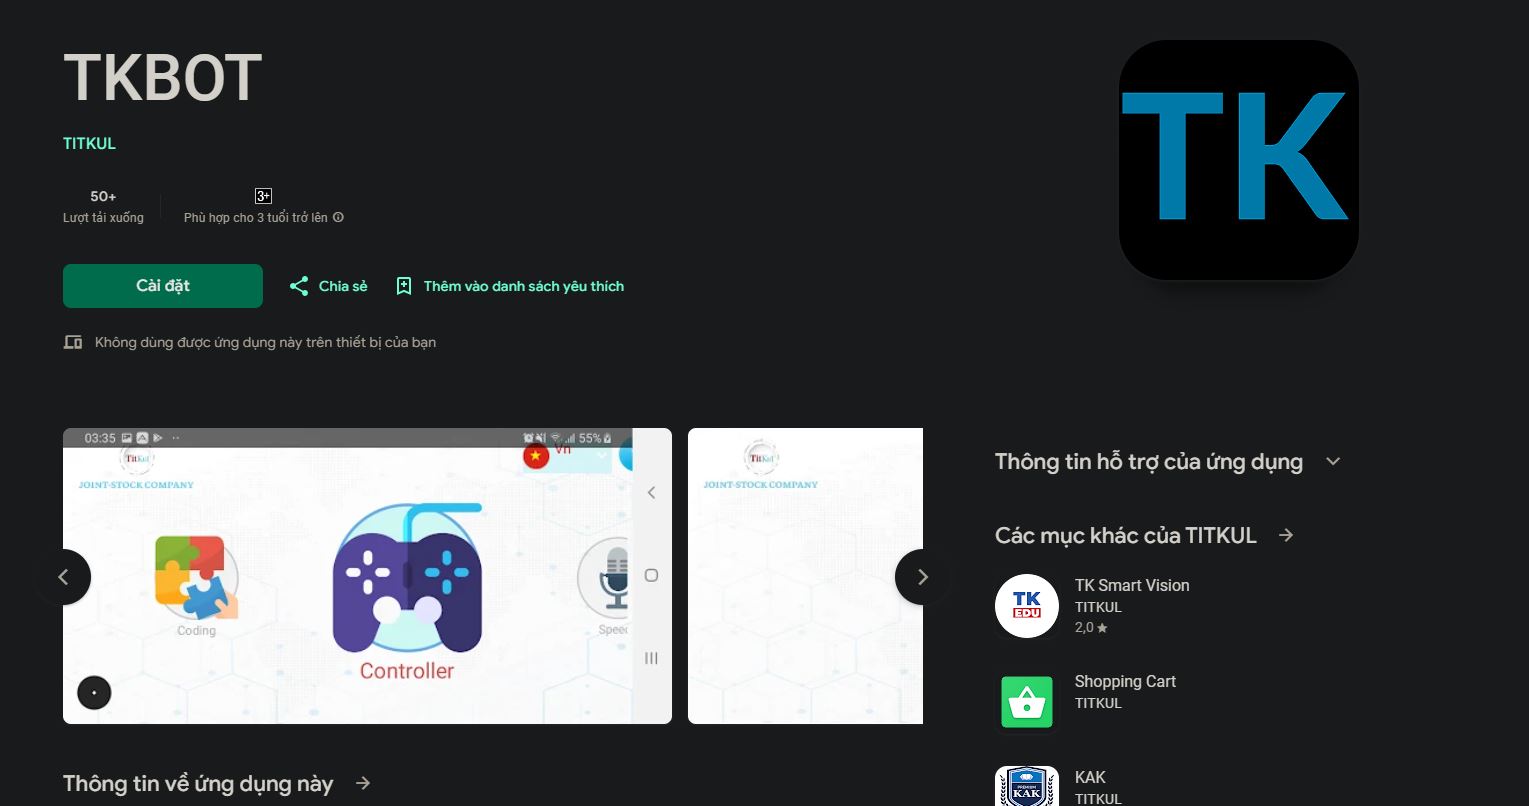 TKBOT
TITKUL
50+
Lượt tải xuống
3+
Phù hợp cho 3 tuổi trở lên
Cài đặt
Chia sẻ
Thêm vào danh sách yêu thích
Không dùng được ứng dụng này trên thiết bị của bạn
TK
03:35
55%
Vn
TitKul
JOINT-STOCK COMPANY
Coding
Controller
TitKul
JOINT-STOCK COMPANY
Thông tin hỗ trợ của ứng dụng
Các mục khác của TITKUL
TK
EDU
TK Smart Vision
TITKUL
2,0
Shopping Cart
TITKUL
PREMIUM
KAK
KAK
TITKUL
Thông tin về ứng dụng này